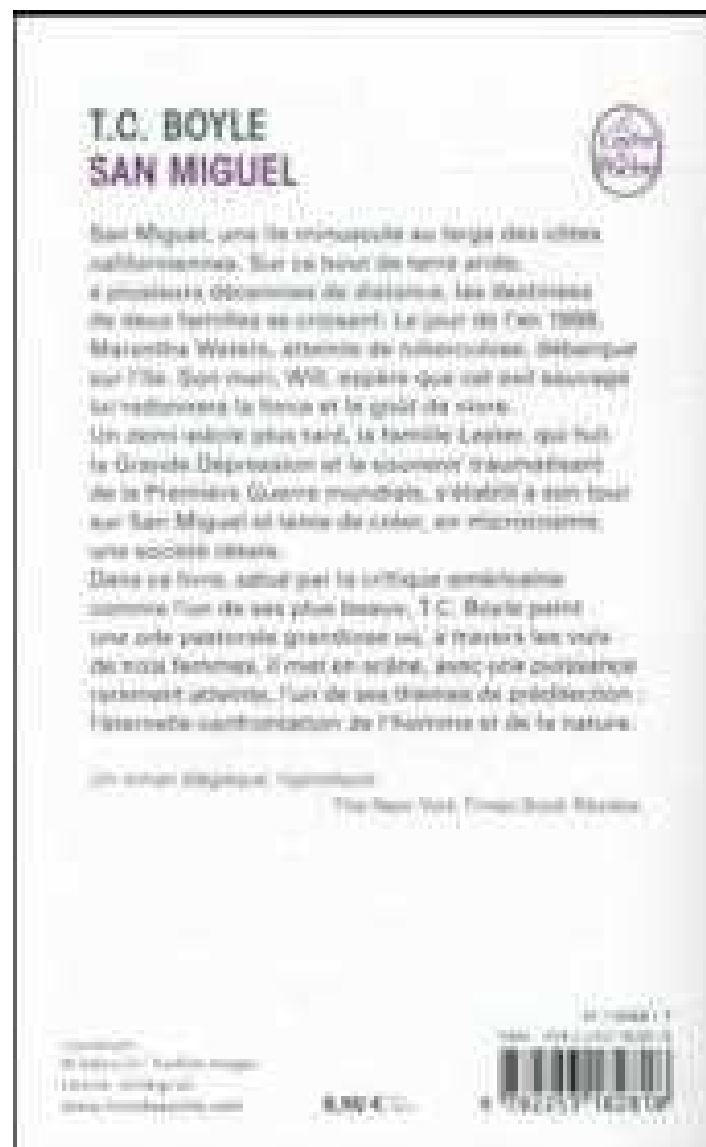 T.C. BOYLE
SAN MIGUEL
San Miguel, une île minuscule au large des côtes
californiennes. Sur ce bout de terre aride,
à plusieurs décennies de distance, les destinées
de deux familles se croisent. Le jour de l'an 1888,
Marantha Waters, atteinte de tuberculose, débarque
sur l'île. Son mari, Will, espère que cet exil sauvage
lui redonnera la force et le goût de vivre.
Un demi-siècle plus tard, la famille Lester, qui fuit
la Grande Dépression et le souvenir traumatisant
de la Première Guerre mondiale, s'établit à son tour
sur San Miguel et tente de créer, en microcosme,
une société idéale.
Dans ce livre, salué par la critique américaine
comme l'un de ses plus beaux, T.C. Boyle peint
une ode pastorale grandiose où, à travers les voix
de trois femmes, il met en scène, avec une puissance
rarement atteinte, l'un de ses thèmes de prédilection :
l'éternelle confrontation de l'homme et de la nature.
Un roman
The New York Times Book Review